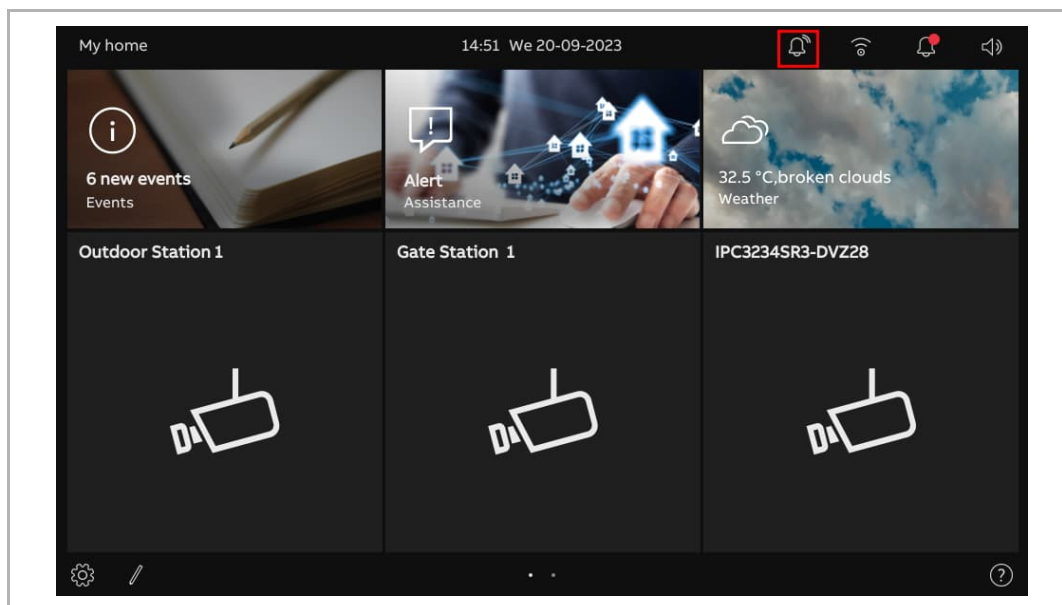 My home
14:51 We 20-09-2023
6 new events
Events
Alert
Assistance
32.5 °C,broken clouds
Weather
Outdoor Station 1
Gate Station 1
IPC3234SR3-DVZ28